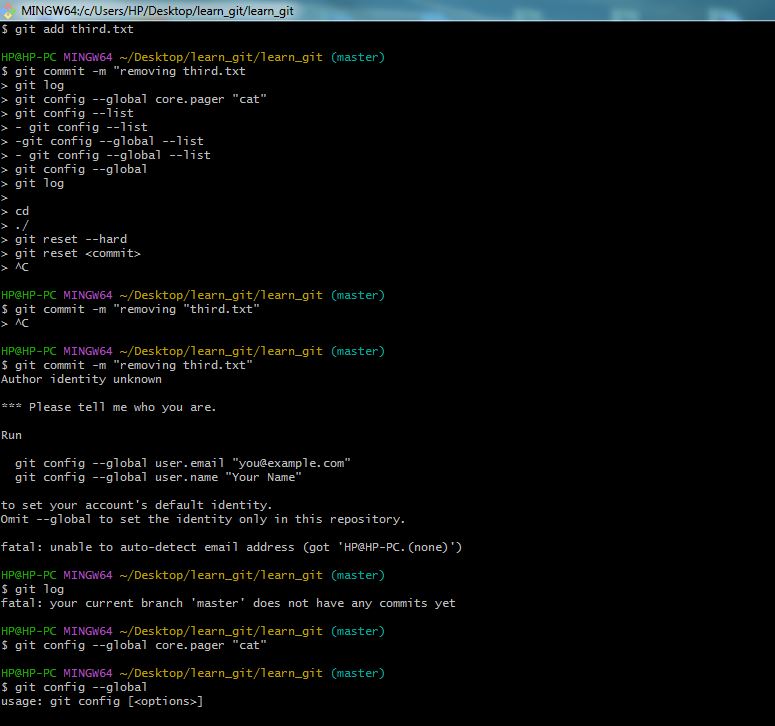 MINGW64:/c/Users/HP/Desktop/learn_git/learn_git
$ git add third.txt
HP@HP-PC MINGW64 ~/Desktop/learn_git/learn_git (master)
$ git commit -m "removing third.txt
> git log
> git config --global core.pager "cat"
> git config --list
> - git config --list
> -git config --global --list
> - git config --global --list
> git config --global
> git log
>
> cd
> ./
> git reset --hard
> git reset <commit>
> ^C
HP@HP-PC MINGW64 ~/Desktop/learn_git/learn_git (master)
$ git commit -m "removing "third.txt"
> ^C
HP@HP-PC MINGW64 ~/Desktop/learn_git/learn_git (master)
$ git commit -m "removing third.txt"
Author identity unknown
*** Please tell me who you are.
Run
git config --global user.email "you@example.com"
git config --global user.name "Your Name"
to set your account's default identity.
Omit --global to set the identity only in this repository.
fatal: unable to auto-detect email address (got 'HP@HP-PC.(none)')
HP@HP-PC MINGW64 ~/Desktop/learn_git/learn_git (master)
$ git log
fatal: your current branch 'master' does not have any commits yet
HP@HP-PC MINGW64 ~/Desktop/learn_git/learn_git (master)
$ git config --global core.pager "cat"
HP@HP-PC MINGW64 ~/Desktop/learn_git/learn_git (master)
$ git config --global
usage: git config [<options>]